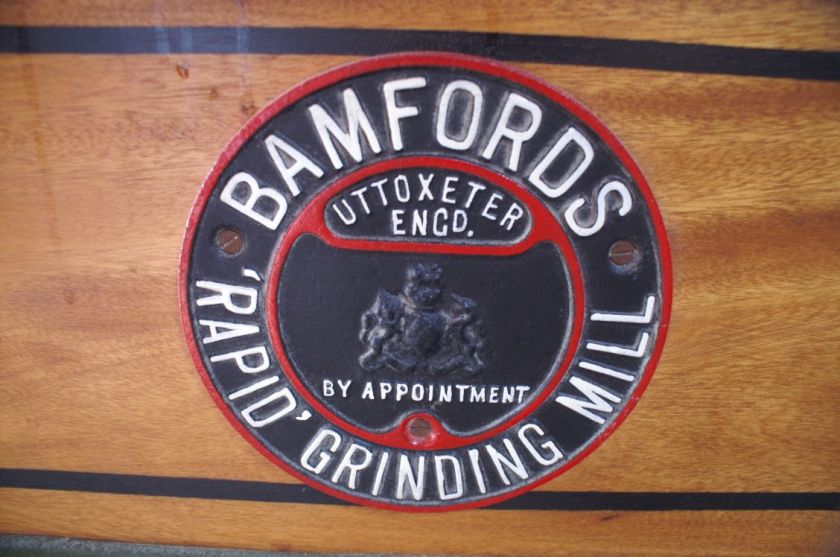 BAMFORDS
UTTOXETER
ENGD.
BY APPOINTMENT
'RAPID' GRINDING MILL